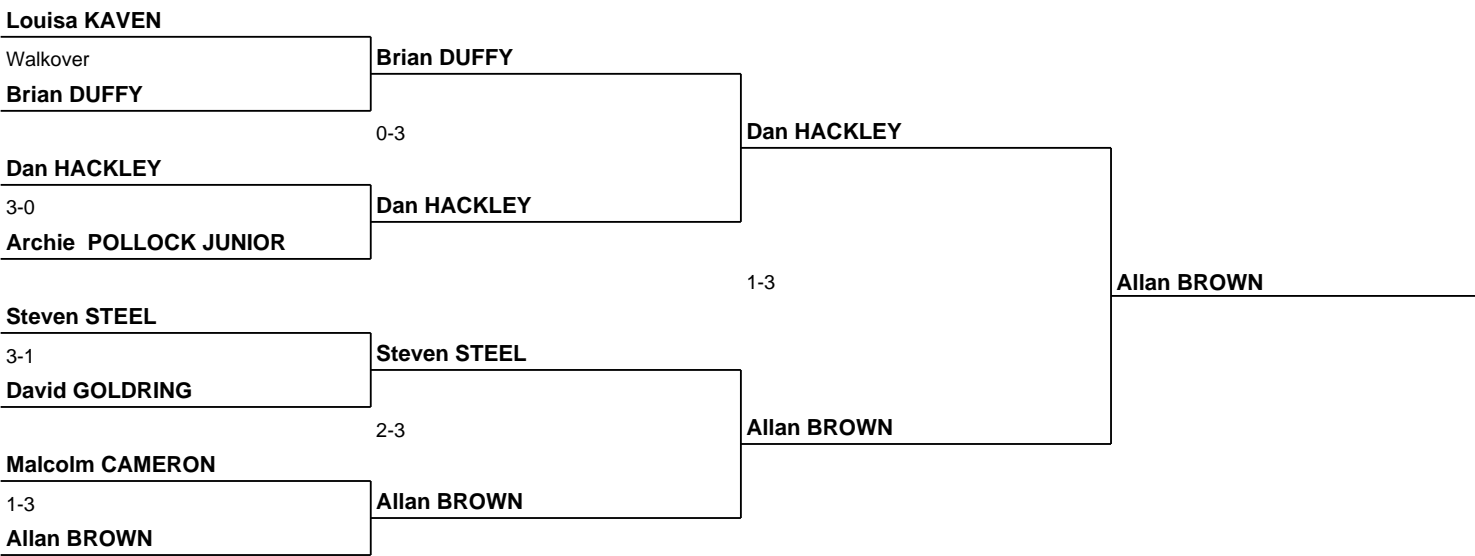 Louisa KAVEN
Walkover
Brian DUFFY
Brian DUFFY
0-3
Dan HACKLEY
Dan HACKLEY
3-0
Archie  POLLOCK JUNIOR
Dan HACKLEY
1-3
Allan BROWN
Steven STEEL
3-1
David GOLDRING
Steven STEEL
2-3
Allan BROWN
Malcolm CAMERON
1-3
Allan BROWN
Allan BROWN